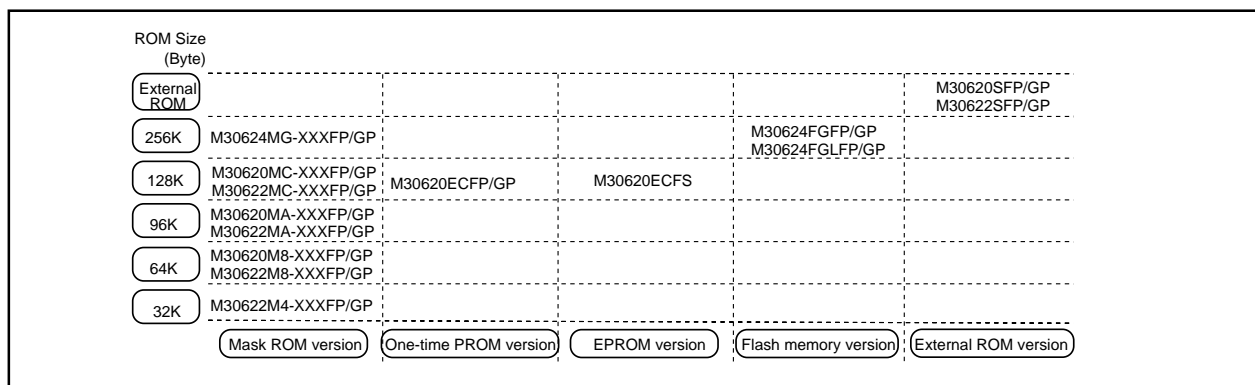 ROM Size
(Byte)
External
ROM
M30620SFP/GP
M30622SFP/GP
256K
M30624MG-XXXFP/GP
M30624FGFP/GP
M30624FGLFP/GP
128K
M30620MC-XXXFP/GP
M30622MC-XXXFP/GP
M30620ECFP/GP
M30620ECFS
96K
M30620MA-XXXFP/GP
M30622MA-XXXFP/GP
64K
M30620M8-XXXFP/GP
M30622M8-XXXFP/GP
32K
M30622M4-XXXFP/GP
Mask ROM version
One-time PROM version
EPROM version
Flash memory version
External ROM version